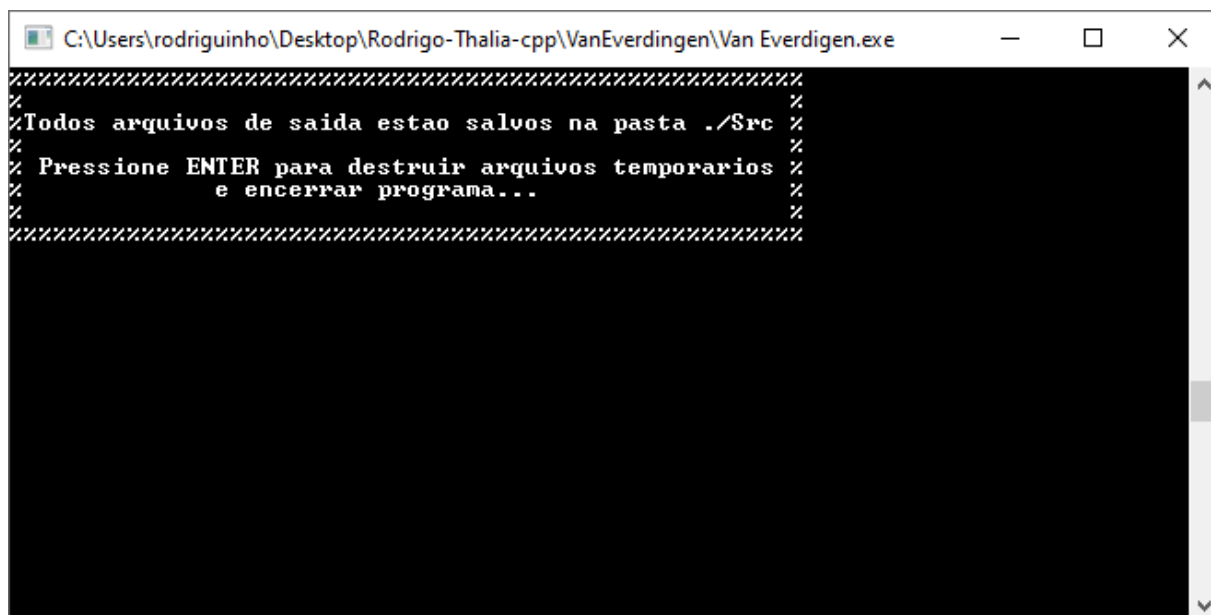 C:\Users\rodriguinho\Desktop\Rodrigo-Thalia-cpp\VanEverdingen\Van Everdigen.exe
%%%%%%%%%%%%%%%%%%%%%%%%%%%%%%%%%%%%%%%%%%%%%%%%%%%%%%
% %
%Todos arquivos de saida estao salvos na pasta ./Src %
% %
% Pressione ENTER para destruir arquivos temporarios %
% e encerrar programa... %
% %
%%%%%%%%%%%%%%%%%%%%%%%%%%%%%%%%%%%%%%%%%%%%%%%%%%%%%%